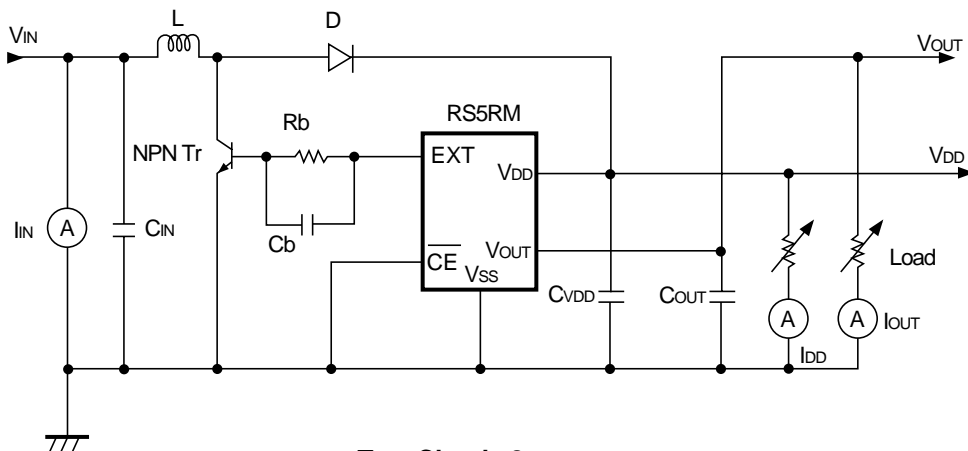 L
D
VIN
VOUT
RS5RM
Rb
NPN Tr
EXT
VDD
VDD
IIN
A
CIN
Cb
CE
VOUT
VSS
Load
CVDD
COUT
A
A
IOUT
IDD